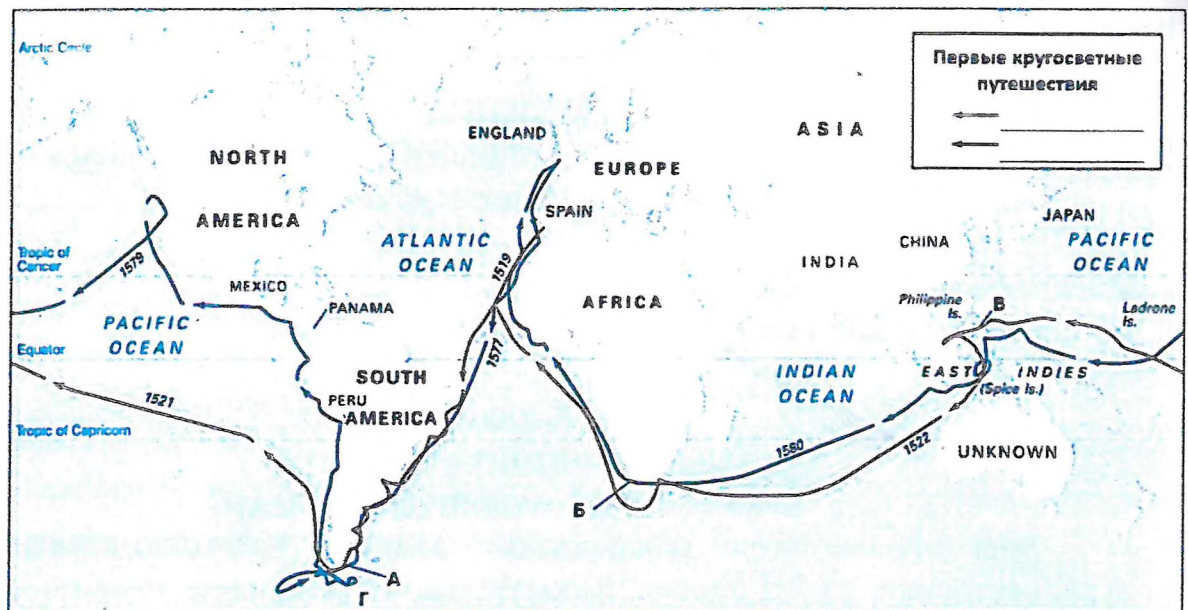 Arctic Circle
Первые кругосветные
путешествия
ENGLAND
ASIA
NORTH
EUROPE
AMERICA
SPAIN
JAPAN
ATLANTIC
OCEAN
CHINA
PACIFIC
OCEAN
Tropic of
Cancer
1579
1519
INDIA
MEXICO
AFRICA
PANAMA
Philippine
Is.
В
Ladrone
Is.
PACIFIC
OCEAN
1577
Equator
SOUTH
AMERICA
INDIAN
OCEAN
EAST INDIES
(Spice Is.)
PERU
1521
Tropic of Capricorn
1580
1522
UNKNOWN
Б
А
Г